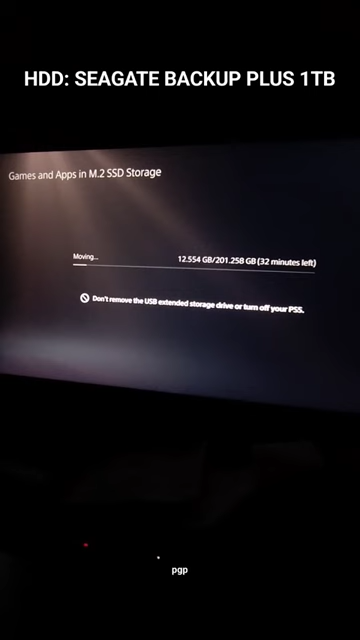 HDD: SEAGATE BACKUP PLUS 1TB
Games and Apps in M.2 SSD Storage
Moving...
12.554 GB/201.258 GB (32 minutes left)
Don't remove the USB extended storage drive or turn off your PS5.
pgp